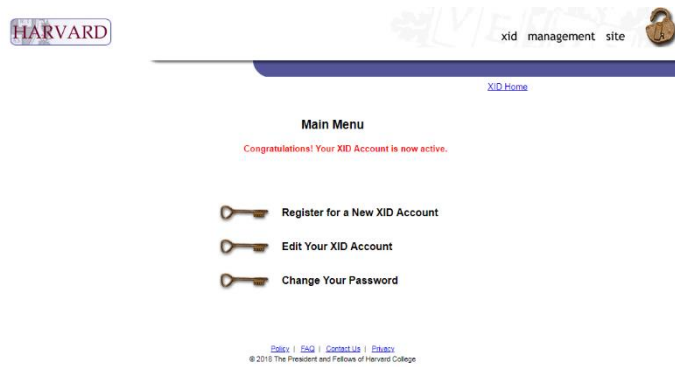 HARVARD
xid management site
XID Home
Main Menu
Congratulations! Your XID Account is now active.
Register for a New XID Account
Edit Your XID Account
Change Your Password
Policy | FAQ | Contact Us | Privacy
© 2018 The President and Fellows of Harvard College